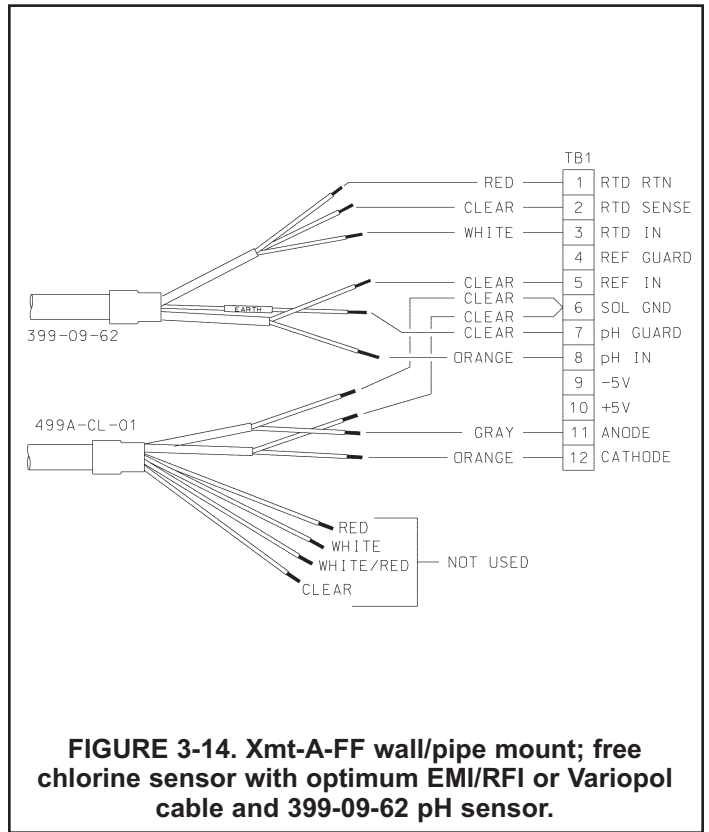 TB1
RED 1 RTD RTN
CLEAR 2 RTD SENSE
WHITE 3 RTD IN
4 REF GUARD
CLEAR 5 REF IN
CLEAR
6 SOL GND
CLEAR
EARTH
CLEAR 7 pH GUARD
399-09-62
ORANGE 8 pH IN
9 -5V
10 +5V
499A-CL-01
GRAY 11 ANODE
ORANGE 12 CATHODE
RED
WHITE
WHITE/RED
NOT USED
CLEAR
FIGURE 3-14. Xmt-A-FF wall/pipe mount; free
chlorine sensor with optimum EMI/RFI or Variopol
cable and 399-09-62 pH sensor.